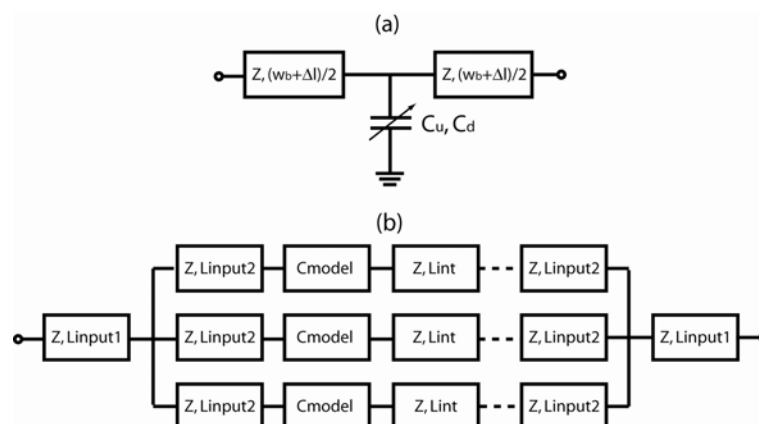 (a)
Z, (wb+Δl)/2 Z, (wb+Δl)/2
Cu, Cd
(b)
Z, Linput2 Cmodel Z, Lint Z, Linput2
Z, Linput1 Z, Linput2 Cmodel Z, Lint Z, Linput2 Z, Linput1
Z, Linput2 Cmodel Z, Lint Z, Linput2